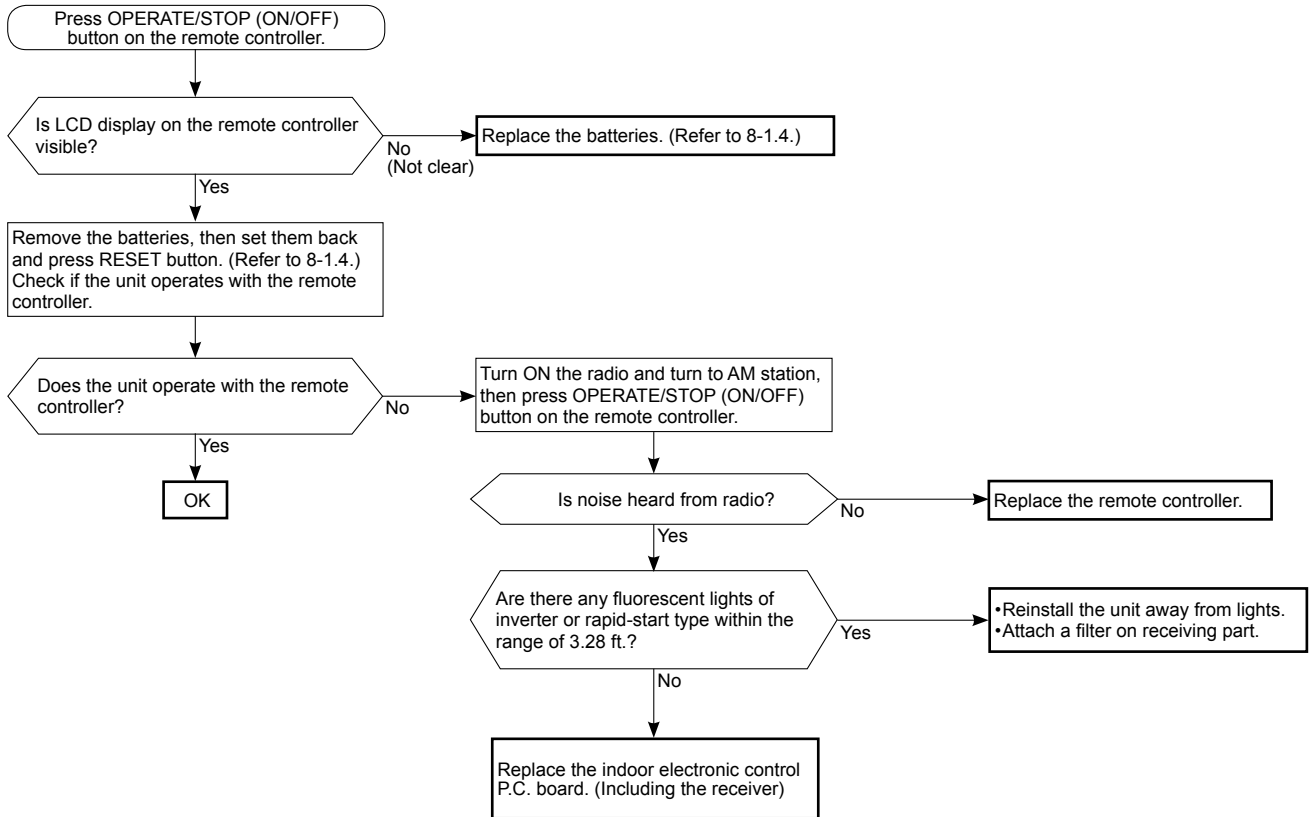 Press OPERATE/STOP (ON/OFF)
button on the remote controller.
Is LCD display on the remote controller
visible?
No
(Not clear)
Replace the batteries. (Refer to 8-1.4.)
Yes
Remove the batteries, then set them back
and press RESET button. (Refer to 8-1.4.)
Check if the unit operates with the remote
controller.
Does the unit operate with the remote
controller?
No
Yes
OK
Turn ON the radio and turn to AM station,
then press OPERATE/STOP (ON/OFF)
button on the remote controller.
Is noise heard from radio?
No
Replace the remote controller.
Yes
Are there any fluorescent lights of
inverter or rapid-start type within the
range of 3.28 ft.?
Yes
•Reinstall the unit away from lights.
•Attach a filter on receiving part.
No
Replace the indoor electronic control
P.C. board. (Including the receiver)